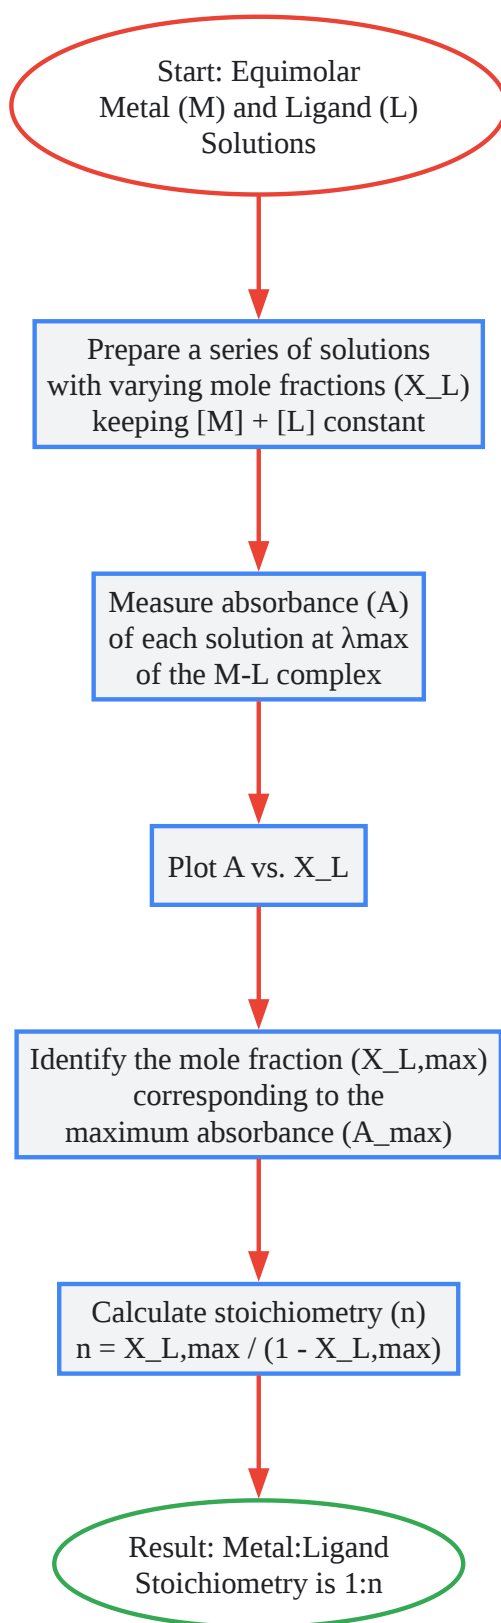 Start: Equimolar
Metal (M) and Ligand (L)
Solutions
Prepare a series of solutions
with varying mole fractions (X_L)
keeping [M] + [L] constant
Measure absorbance (A)
of each solution at λmax
of the M-L complex
Plot A vs. X_L
Identify the mole fraction (X_L,max)
corresponding to the
maximum absorbance (A_max)
Calculate stoichiometry (n)
n = X_L,max / (1 - X_L,max)
Result: Metal:Ligand
Stoichiometry is 1:n